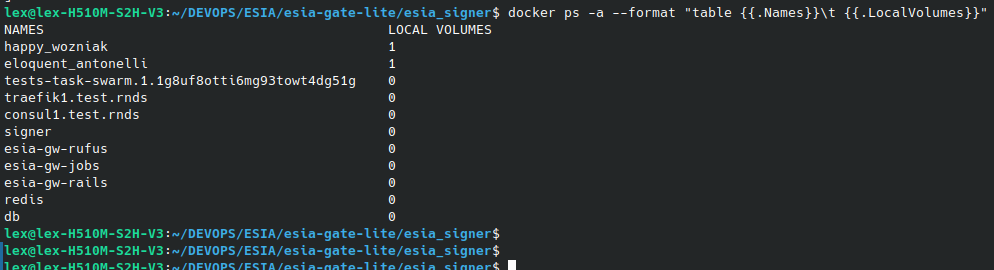 lex@lex-H510M-S2H-V3:~/DEVOPS/ESIA/esia-gate-lite/esia_signer$ docker ps -a --format "table {{.Names}}\t {{.LocalVolumes}}"
NAMES LOCAL VOLUMES
happy_wozniak 1
eloquent_antonelli 1
tests-task-swarm.1.1g8uf8otti6mg93towt4dg51g 0
traefik1.test.rnds 0
consul1.test.rnds 0
signer 0
esia-gw-rufus 0
esia-gw-jobs 0
esia-gw-rails 0
redis 0
db 0
lex@lex-H510M-S2H-V3:~/DEVOPS/ESIA/esia-gate-lite/esia_signer$
lex@lex-H510M-S2H-V3:~/DEVOPS/ESIA/esia-gate-lite/esia_signer$
lex@lex-H510M-S2H-V3:~/DEVOPS/ESIA/esia-gate-lite/esia_signer$